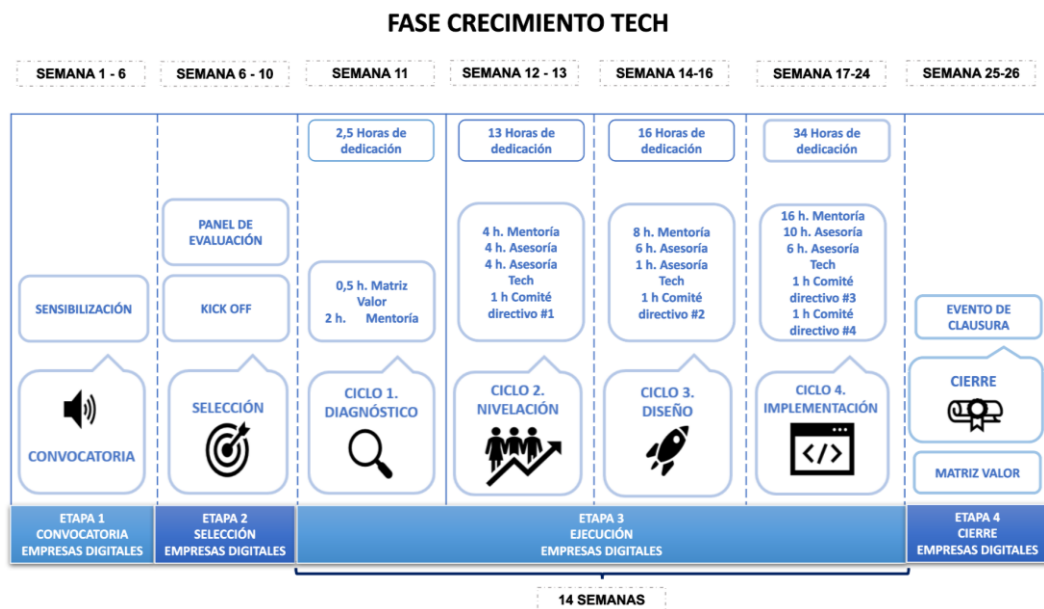 FASE CRECIMIENTO TECH
SEMANA 1 - 6
SEMANA 6 - 10
SEMANA 11
SEMANA 12 - 13
SEMANA 14-16
SEMANA 17-24
SEMANA 25-26
2,5 Horas de
dedicación
13 Horas de
dedicación
16 Horas de
dedicación
34 Horas de
dedicación
SENSIBILIZACIÓN
PANEL DE
EVALUACIÓN
KICK OFF
0,5 h. Matriz
Valor
2 h. Mentoría
4 h. Mentoría
4 h. Asesoría
4 h. Asesoría
Tech
1 h Comité
directivo #1
8 h. Mentoría
6 h. Asesoría
1 h. Asesoría
Tech
1 h Comité
directivo #2
16 h. Mentoría
10 h. Asesoría
6 h. Asesoría
Tech
1 h Comité
directivo #3
1 h Comité
directivo #4
EVENTO DE
CLAUSURA
CONVOCATORIA
SELECCIÓN
CICLO 1.
DIAGNÓSTICO
CICLO 2.
NIVELACIÓN
CICLO 3.
DISEÑO
CICLO 4.
IMPLEMENTACIÓN
</>
CIERRE
MATRIZ VALOR
ETAPA 1
CONVOCATORIA
EMPRESAS DIGITALES
ETAPA 2
SELECCIÓN
EMPRESAS DIGITALES
ETAPA 3
EJECUCIÓN
EMPRESAS DIGITALES
ETAPA 4
CIERRE
EMPRESAS DIGITALES
14 SEMANAS